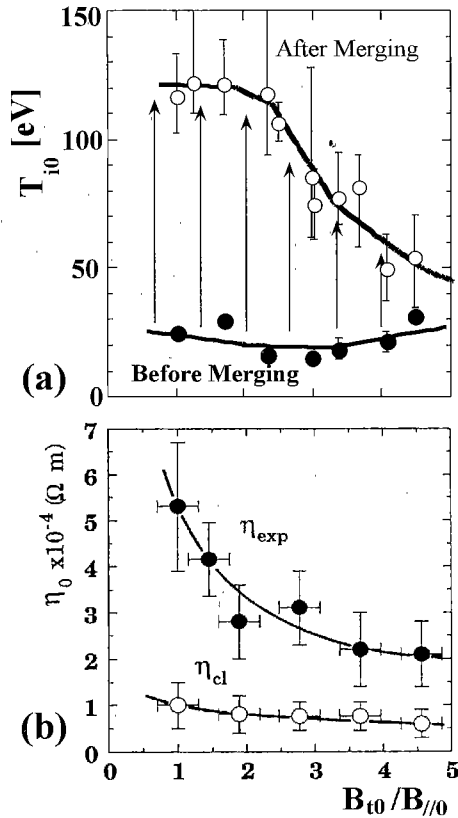 150
After Merging
100
T_i0 [eV]
50
(a)
Before Merging
0
7
6
η_exp
5
4
η_0 x10^-4 (Ω m)
3
2
η_cl
1
(b)
0
0 1 2 3 4 5
B_t0/B_//0